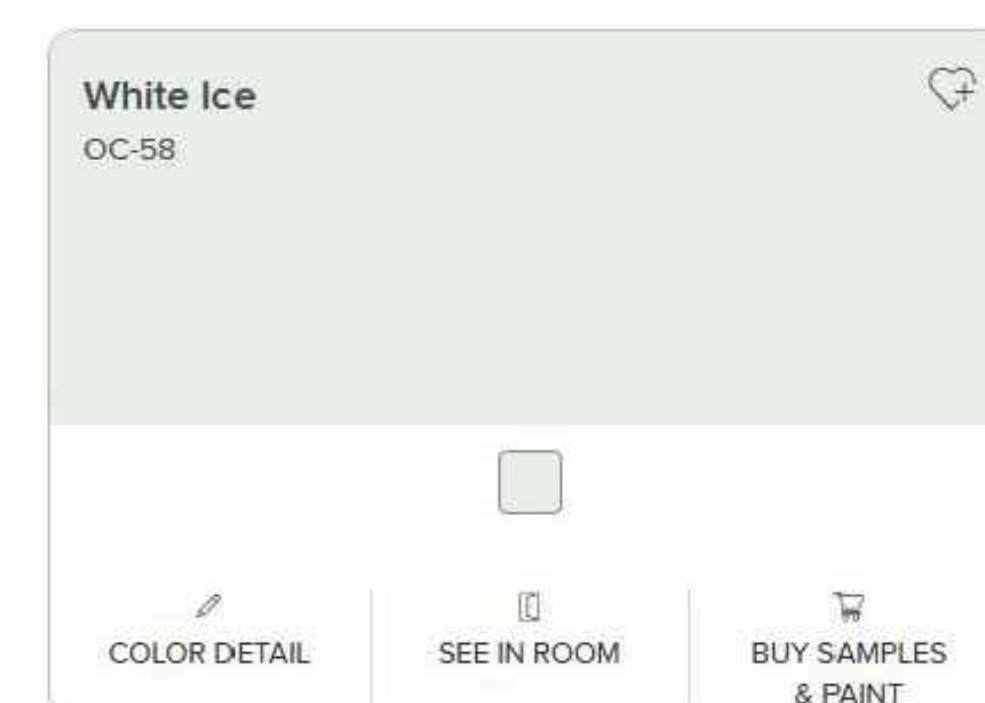 White Ice
OC-58
COLOR DETAIL
SEE IN ROOM
BUY SAMPLES
& PAINT